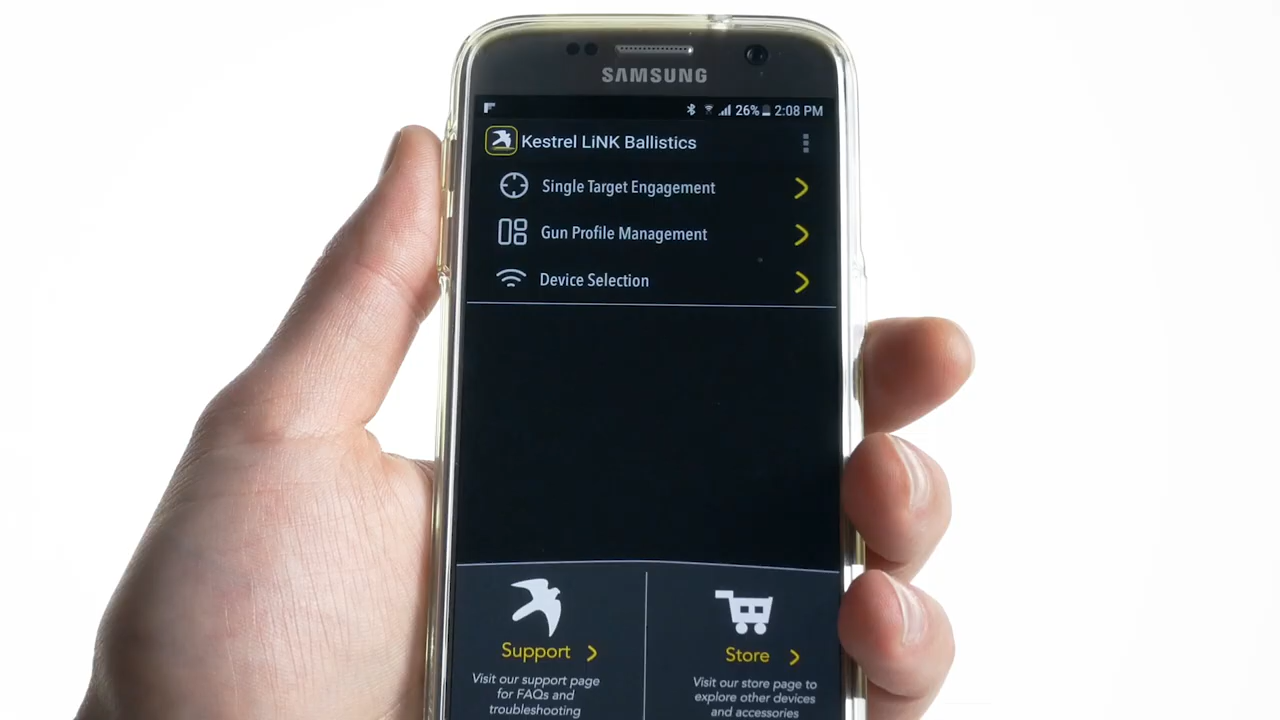 SAMSUNG
26% 2:08 PM
Kestrel LiNK Ballistics
Single Target Engagement
Gun Profile Management
Device Selection
Support
Visit our support page
for FAQs and
troubleshooting
Store
Visit our store page to
explore other devices
and accessories